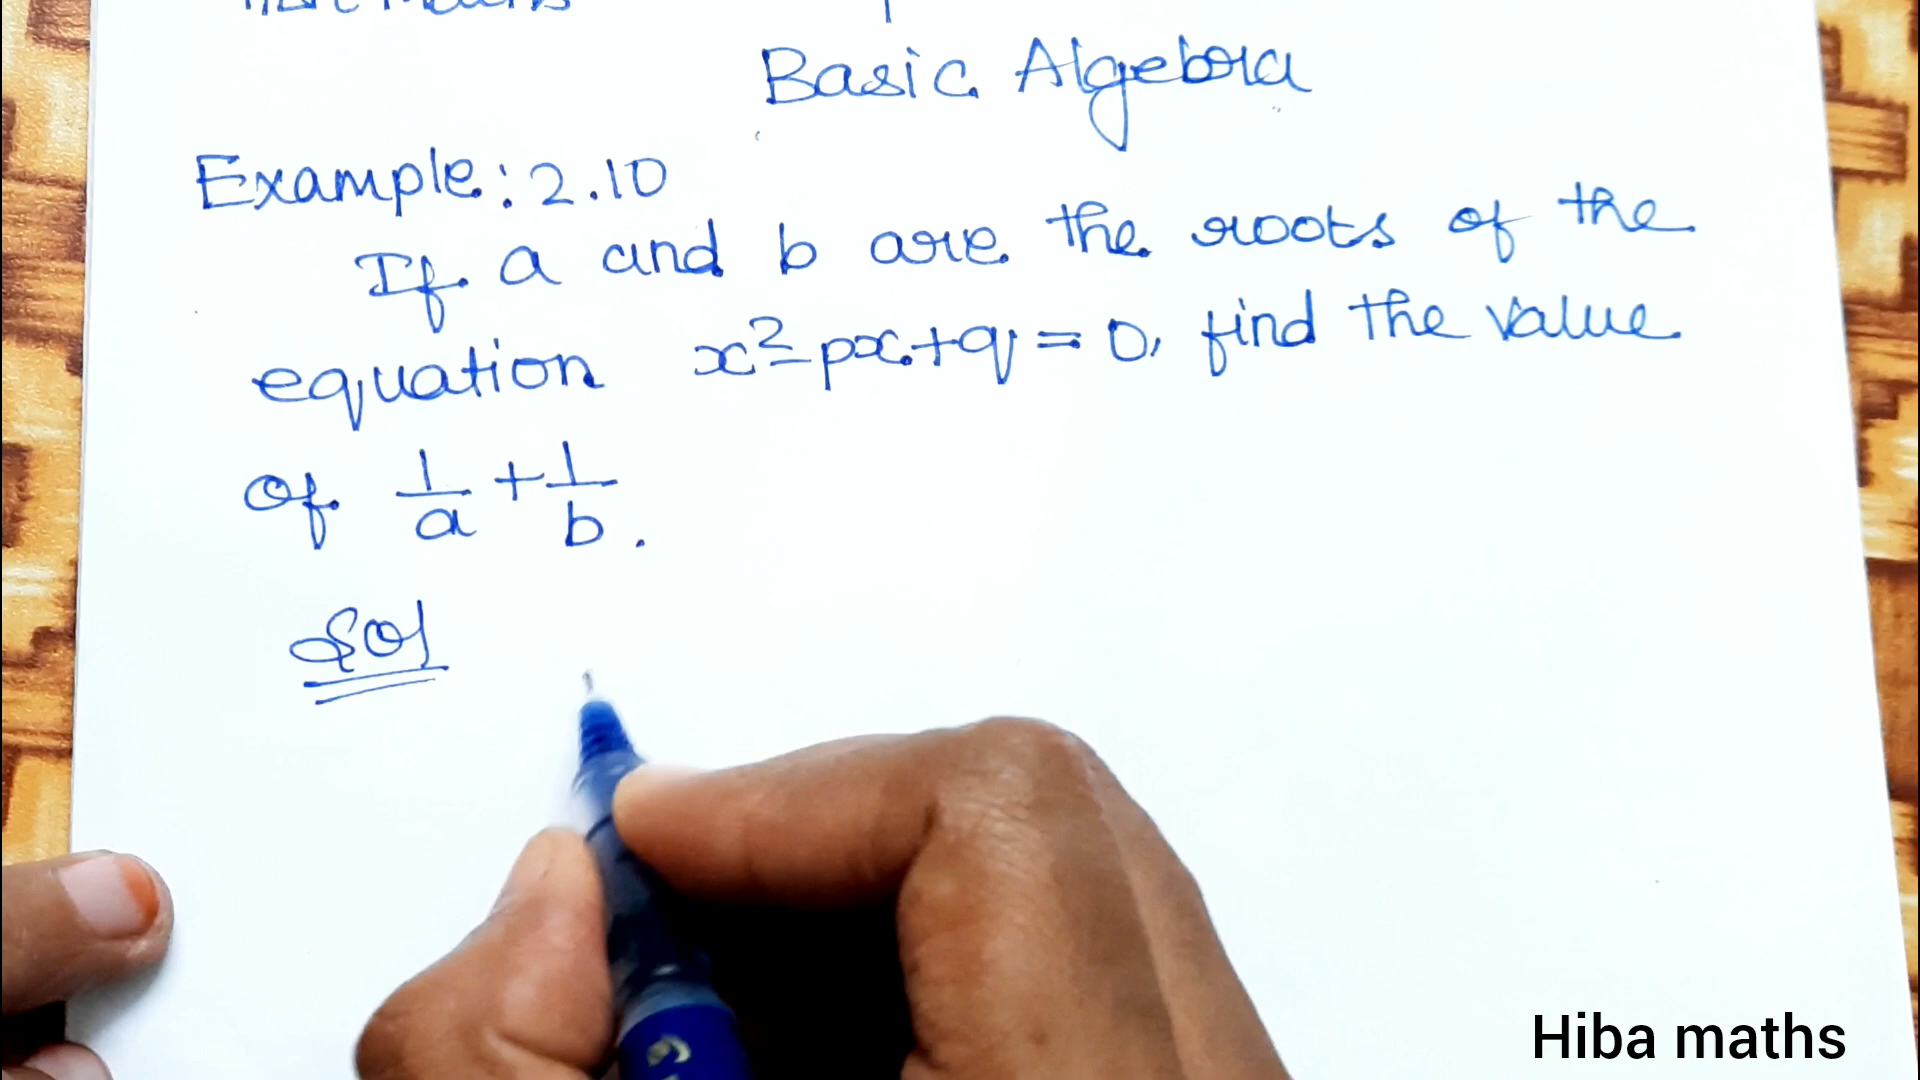 Basic Algebra
Example: 2.10
If a and b are the roots of the
equation x²-px+q=0, find the value
of 1/a + 1/b.
Sol
Hiba maths